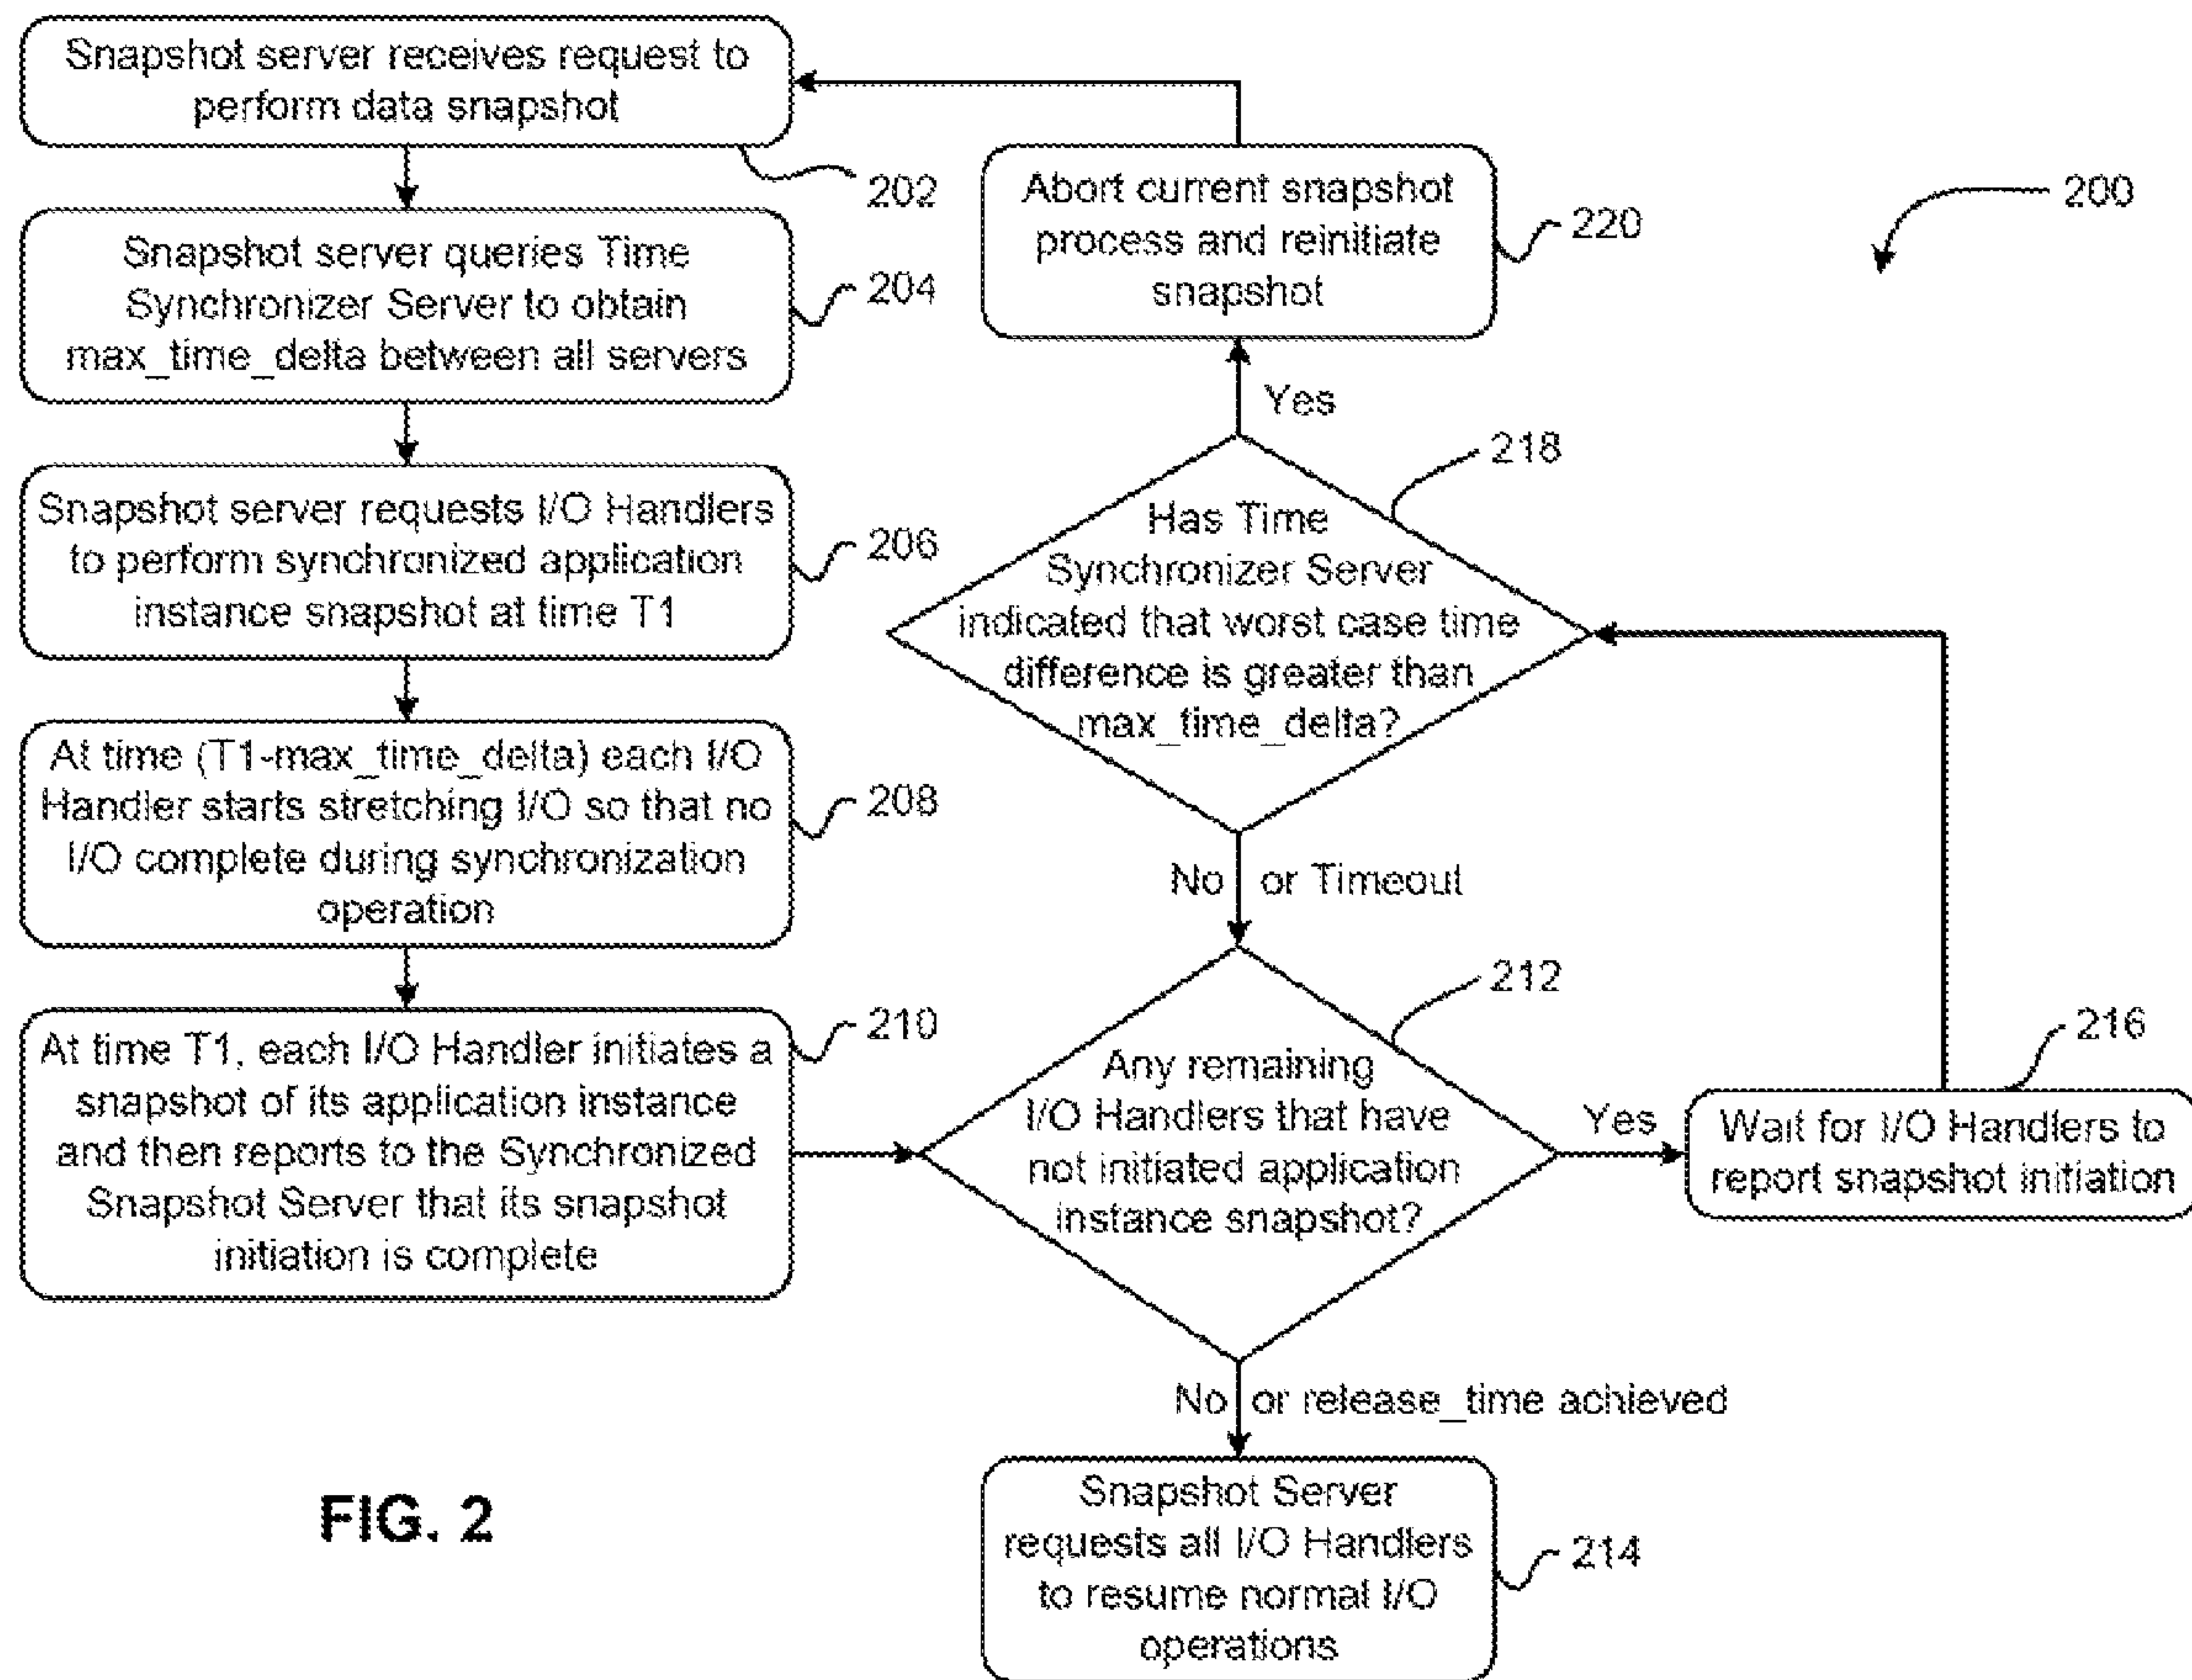 Snapshot server receives request to
perform data snapshot
202
Snapshot server queries Time
Synchronizer Server to obtain
max_time_delta between all servers
204
Snapshot server requests I/O Handlers
to perform synchronized application
instance snapshot at time T1
206
At time (T1-max_time_delta) each I/O
Handler starts stretching I/O so that no
I/O complete during synchronization
operation
208
At time T1, each I/O Handler initiates a
snapshot of its application instance
and then reports to the Synchronized
Snapshot Server that its snapshot
initiation is complete
210
Abort current snapshot
process and reinitiate
snapshot
220
200
Yes
218
Has Time
Synchronizer Server
indicated that worst case time
difference is greater than
max_time_delta?
No or Timeout
212
Any remaining
I/O Handlers that have
not initiated application
instance snapshot?
Yes
216
Wait for I/O Handlers to
report snapshot initiation
No or release_time achieved
Snapshot Server
requests all I/O Handlers
to resume normal I/O
operations
214
FIG. 2